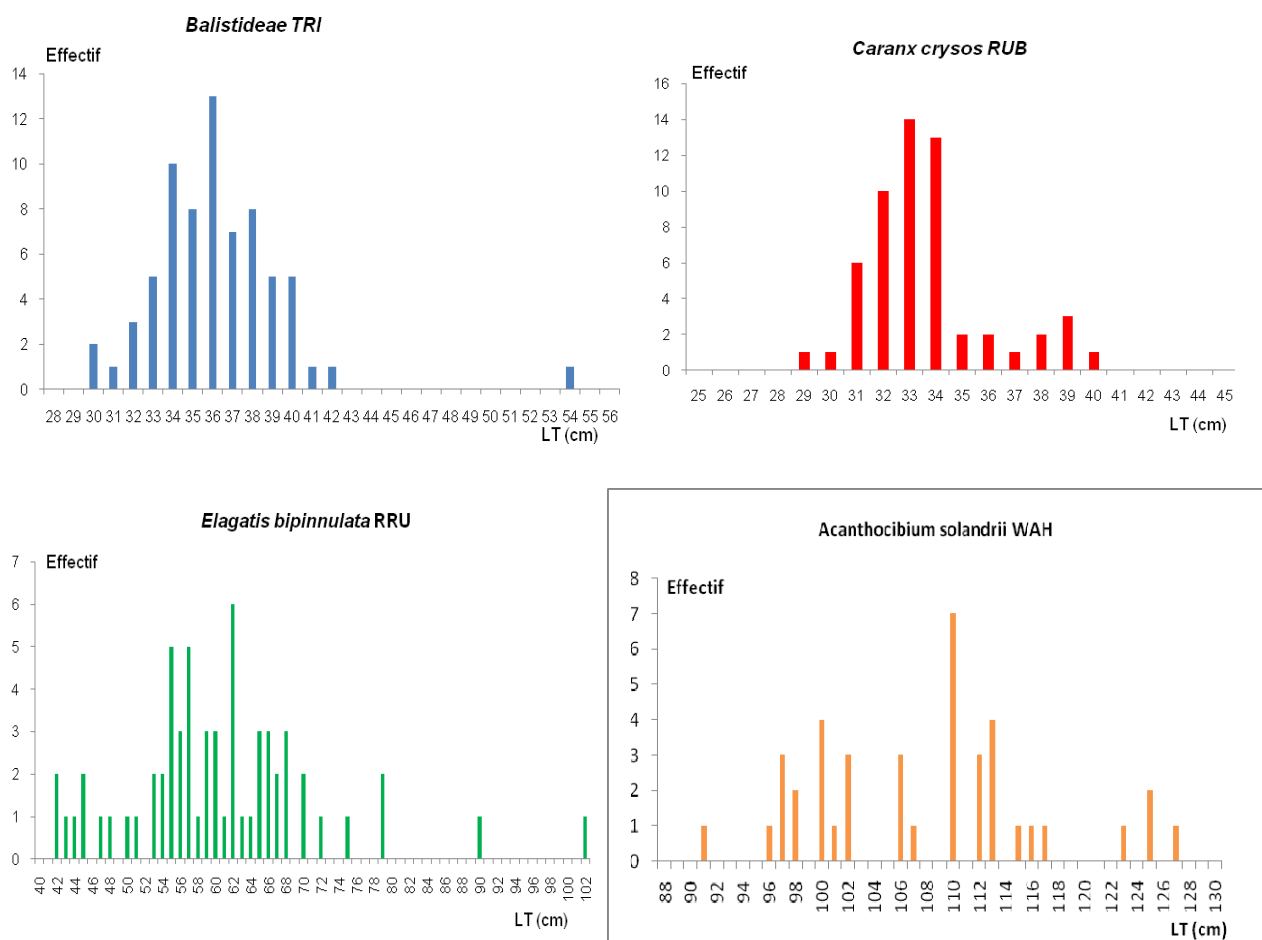 Balistideae TRI
Effectif
14
12
10
8
6
4
2
0
28 29 30 31 32 33 34 35 36 37 38 39 40 41 42 43 44 45 46 47 48 49 50 51 52 53 54 55 56
LT (cm)
Caranx crysos RUB
Effectif
16
14
12
10
8
6
4
2
0
25 26 27 28 29 30 31 32 33 34 35 36 37 38 39 40 41 42 43 44 45
LT (cm)
Elagatis bipinnulata RRU
Effectif
7
6
5
4
3
2
1
0
40 42 44 46 48 50 52 54 56 58 60 62 64 66 68 70 72 74 76 78 80 82 84 86 88 90 92 94 96 98 100 102
LT (cm)
Acanthocibium solandrii WAH
Effectif
8
7
6
5
4
3
2
1
0
88 90 92 94 96 98 100 102 104 106 108 110 112 114 116 118 120 122 124 126 128 130
LT (cm)